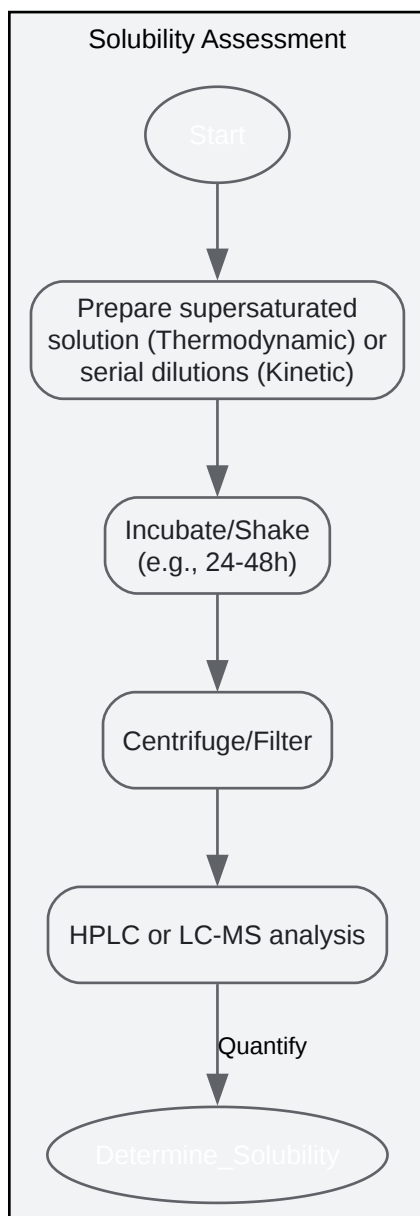 Solubility Assessment
Start
Prepare supersaturated
solution (Thermodynamic) or
serial dilutions (Kinetic)
Incubate/Shake
(e.g., 24-48h)
Centrifuge/Filter
HPLC or LC-MS analysis
Quantify
Determine_Solubility